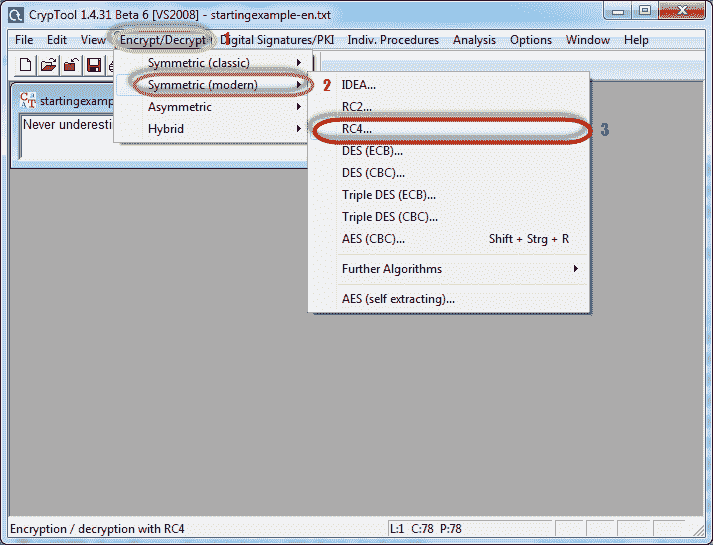 CrypTool 1.4.31 Beta 6 [VS2008] - startingexample-en.txt
File Edit View Encrypt/Decrypt 1 Digital Signatures/PKI Indiv. Procedures Analysis Options Window Help
Symmetric (classic)
Symmetric (modern) 2
Asymmetric
Hybrid
IDEA...
RC2...
RC4... 3
DES (ECB)...
DES (CBC)...
Triple DES (ECB)...
Triple DES (CBC)...
AES (CBC)... Shift + Strg + R
Further Algorithms
AES (self extracting)...
startingexamp
Never underesti
Encryption / decryption with RC4 L:1 C:78 P:78